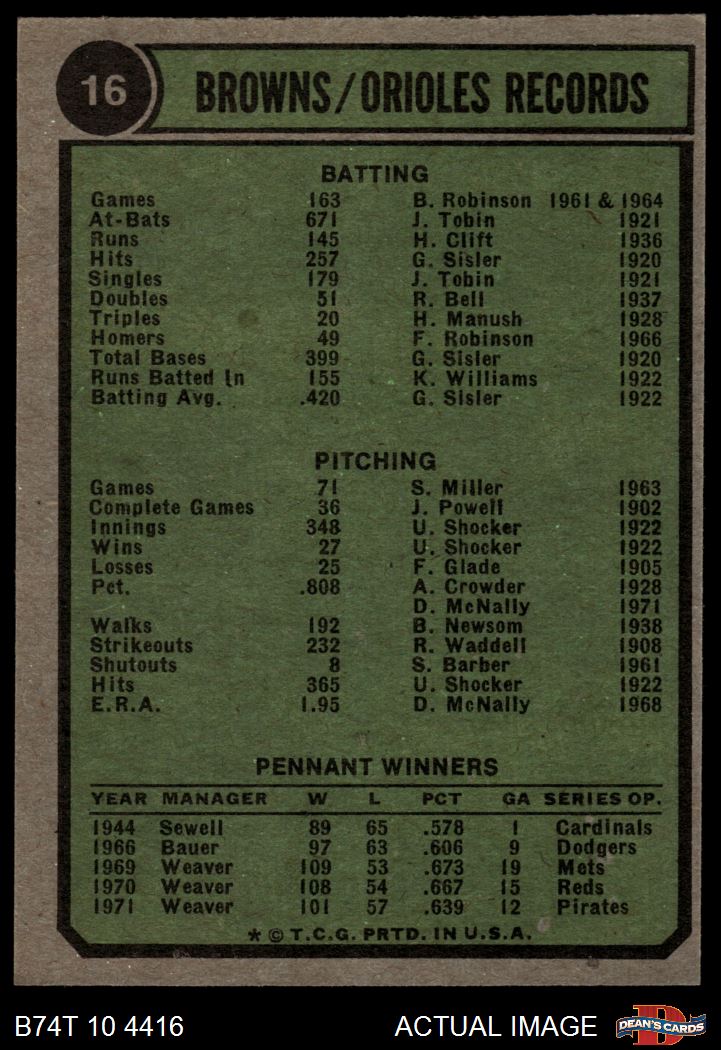 16 BROWNS/ORIOLES RECORDS
BATTING
Games 163 B. Robinson 1961 & 1964
At-Bats 671 J. Tobin 1921
Runs 145 H. Clift 1936
Hits 257 G. Sisler 1920
Singles 179 J. Tobin 1921
Doubles 51 R. Bell 1937
Triples 20 H. Manush 1928
Homers 49 F. Robinson 1966
Total Bases 399 G. Sisler 1920
Runs Batted In 155 K. Williams 1922
Batting Avg. .420 G. Sisler 1922
PITCHING
Games 71 S. Miller 1963
Complete Games 36 J. Powell 1902
Innings 348 U. Shocker 1922
Wins 27 U. Shocker 1922
Losses 25 F. Glade 1905
Pct. .808 A. Crowder 1928
D. McNally 1971
Walks 192 B. Newsom 1938
Strikeouts 232 R. Waddell 1908
Shutouts 8 S. Barber 1961
Hits 365 U. Shocker 1922
E.R.A. 1.95 D. McNally 1968
PENNANT WINNERS
YEAR MANAGER W L PCT GA SERIES OP.
1944 Sewell 89 65 .578 1 Cardinals
1966 Bauer 97 63 .606 9 Dodgers
1969 Weaver 109 53 .673 19 Mets
1970 Weaver 108 54 .667 15 Reds
1971 Weaver 101 57 .639 12 Pirates
* © T.C.G. PRTD. IN U.S.A.
B74T 10 4416 ACTUAL IMAGE D DEAN'S CARDS